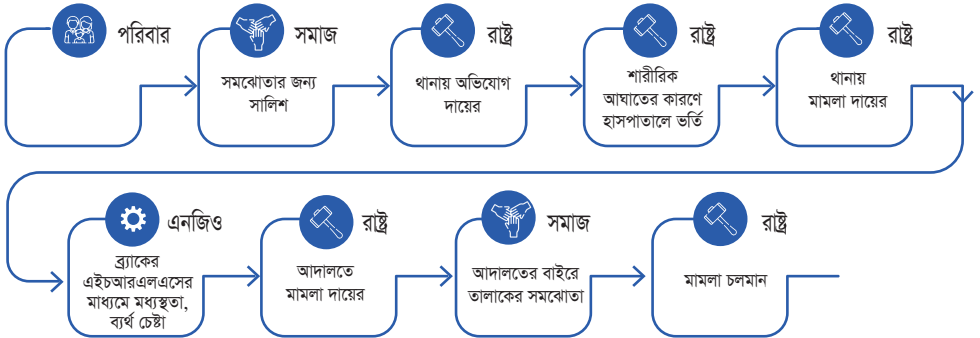 পরিবার
সমাজ
সমঝোতার জন্য
সালিশ
রাষ্ট্র
থানায় অভিযোগ
দায়ের
রাষ্ট্র
শারীরিক
আঘাতের কারণে
হাসপাতালে ভর্তি
রাষ্ট্র
থানায়
মামলা দায়ের
এনজিও
ব্র্যাকের
এইচআরএলএসের
মাধ্যমে মধ্যস্থতা,
ব্যর্থ চেষ্টা
রাষ্ট্র
আদালতে
মামলা দায়ের
সমাজ
আদালতের বাইরে
তালাকের সমঝোতা
রাষ্ট্র
মামলা চলমান